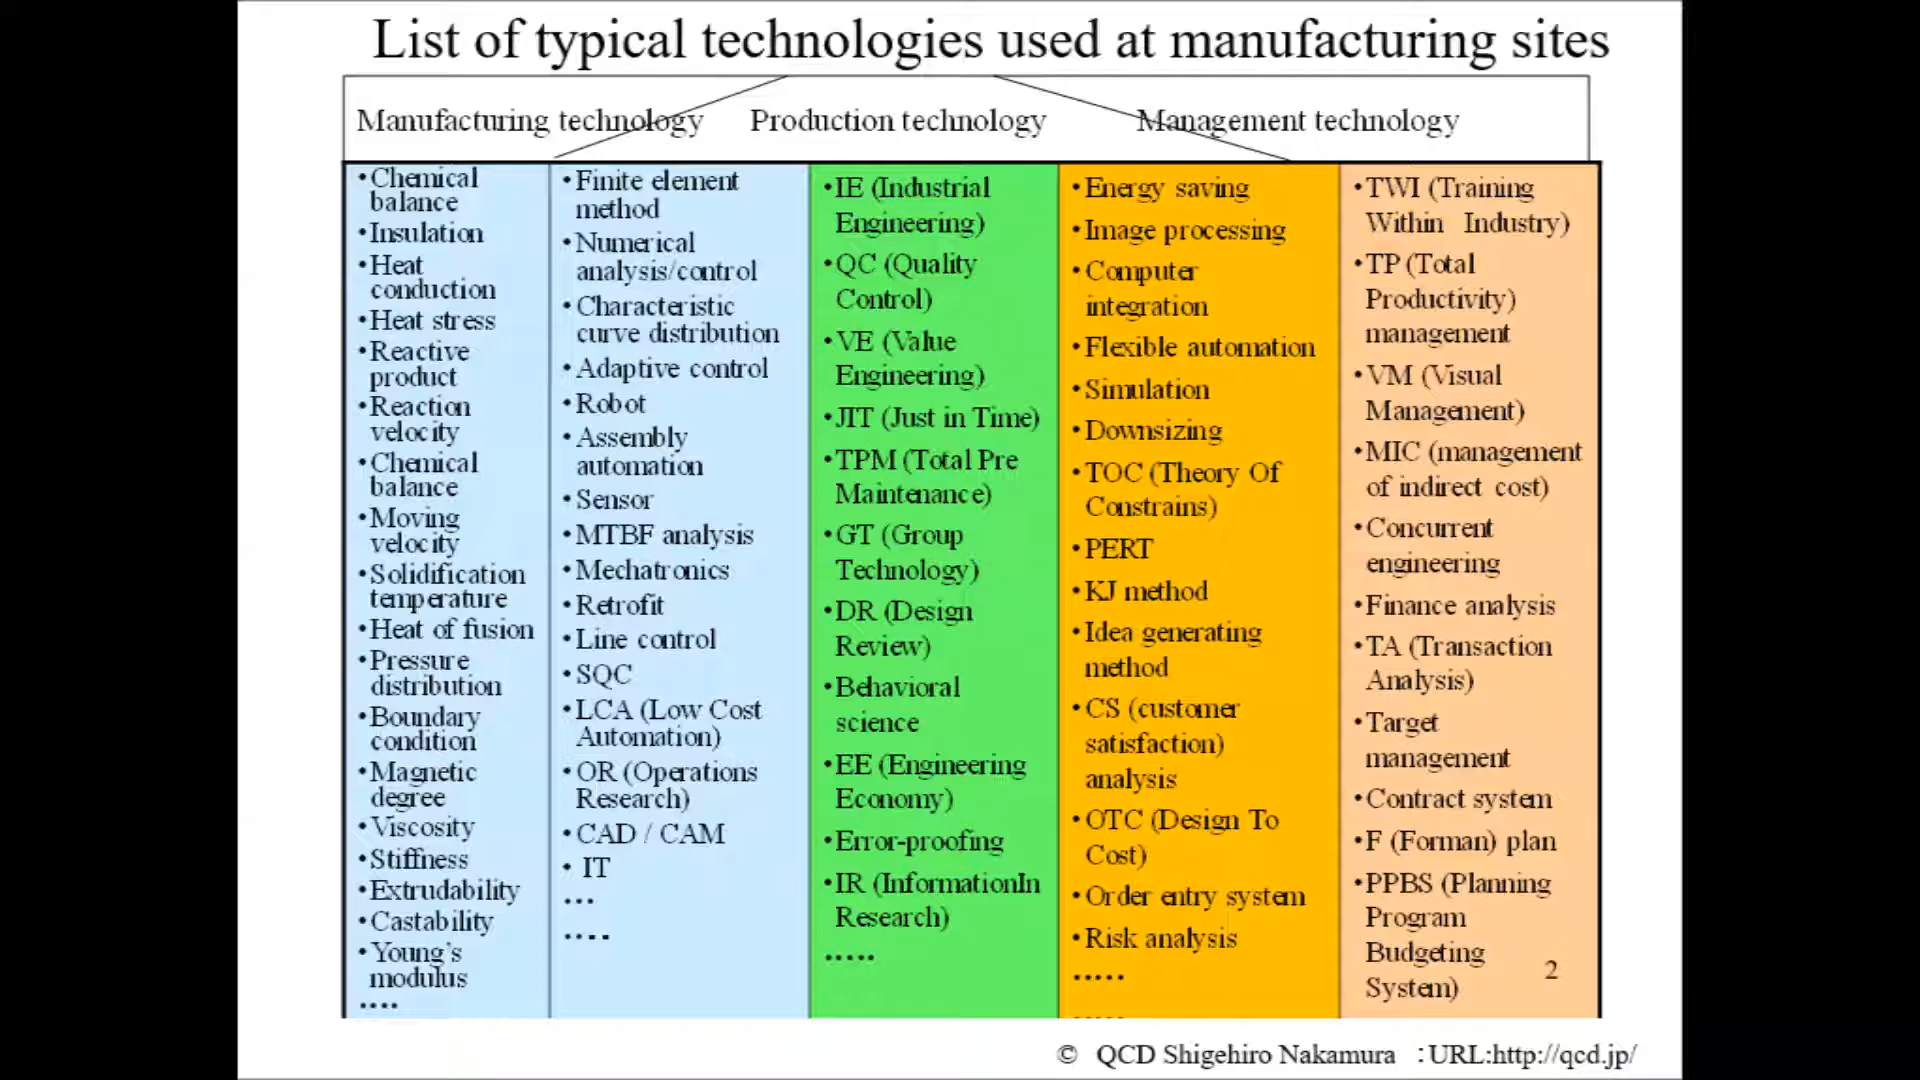 List of typical technologies used at manufacturing sites
Manufacturing technology
Production technology
Management technology
•Chemical
balance
•Insulation
•Heat
conduction
•Heat stress
•Reactive
product
•Reaction
velocity
•Chemical
balance
•Moving
velocity
•Solidification
temperature
•Heat of fusion
•Pressure
distribution
•Boundary
condition
•Magnetic
degree
•Viscosity
•Stiffness
•Extrudability
•Castability
•Young's
modulus
....
•Finite element
method
•Numerical
analysis/control
•Characteristic
curve distribution
•Adaptive control
•Robot
•Assembly
automation
•Sensor
•MTBF analysis
•Mechatronics
•Retrofit
•Line control
•SQC
•LCA (Low Cost
Automation)
•OR (Operations
Research)
•CAD / CAM
• IT
...
....
•IE (Industrial
Engineering)
•QC (Quality
Control)
•VE (Value
Engineering)
•JIT (Just in Time)
•TPM (Total Pre
Maintenance)
•GT (Group
Technology)
•DR (Design
Review)
•Behavioral
science
•EE (Engineering
Economy)
•Error-proofing
•IR (InformationIn
Research)
.....
•Energy saving
•Image processing
•Computer
integration
•Flexible automation
•Simulation
•Downsizing
•TOC (Theory Of
Constrains)
•PERT
•KJ method
•Idea generating
method
•CS (customer
satisfaction)
analysis
•OTC (Design To
Cost)
•Order entry system
•Risk analysis
.....
.....
•TWI (Training
Within Industry)
•TP (Total
Productivity)
management
•VM (Visual
Management)
•MIC (management
of indirect cost)
•Concurrent
engineering
•Finance analysis
•TA (Transaction
Analysis)
•Target
management
•Contract system
•F (Forman) plan
•PPBS (Planning
Program
Budgeting
System)
2
© QCD Shigehiro Nakamura ：URL:http://qcd.jp/